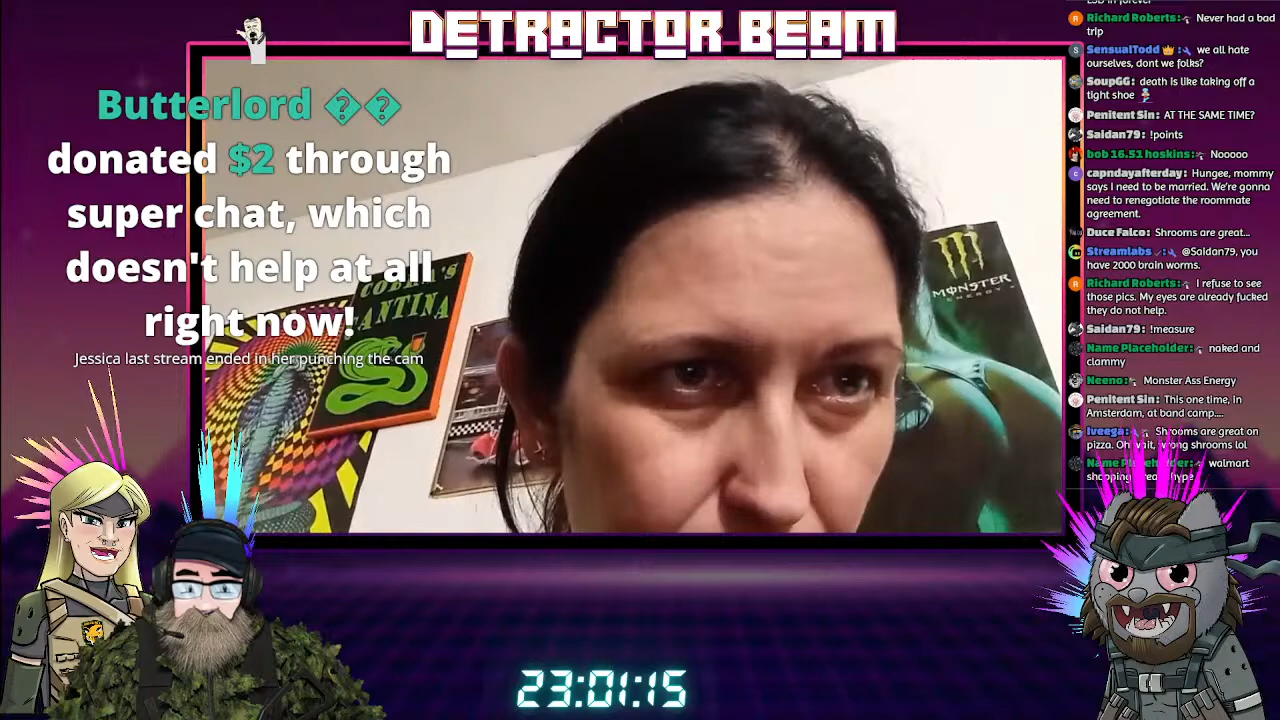 DETRACTOR BEAM
Butterlord ��
donated $2 through
super chat, which
doesn't help at all
right now!
Jessica last stream ended in her punching the cam
COBRA'S
CANTINA
MONSTER
ENERGY
Richard Roberts: Never had a bad
trip
SensualTodd 👑: we all hate
ourselves, dont we folks?
SoupGG: death is like taking off a
tight shoe
Penitent Sin: AT THE SAME TIME?
Saidan79: !points
bob 16.51 hoskins: Nooooo
capndayafterday: Hungee, mommy
says I need to be married. We're gonna
need to renegotiate the roommate
agreement.
Duce Falco: Shrooms are great...
Streamlabs: @Saidan79, you
have 2000 brain worms.
Richard Roberts: I refuse to see
those pics. My eyes are already fucked
they do not help.
Saidan79: !measure
Name Placeholder: naked and
clammy
Neeno: Monster Ass Energy
Penitent Sin: This one time, in
Amsterdam, at band camp....
Iveega: Shrooms are great on
pizza. Oh wait, wrong shrooms lol
Name Placeholder: walmart
23:01:15